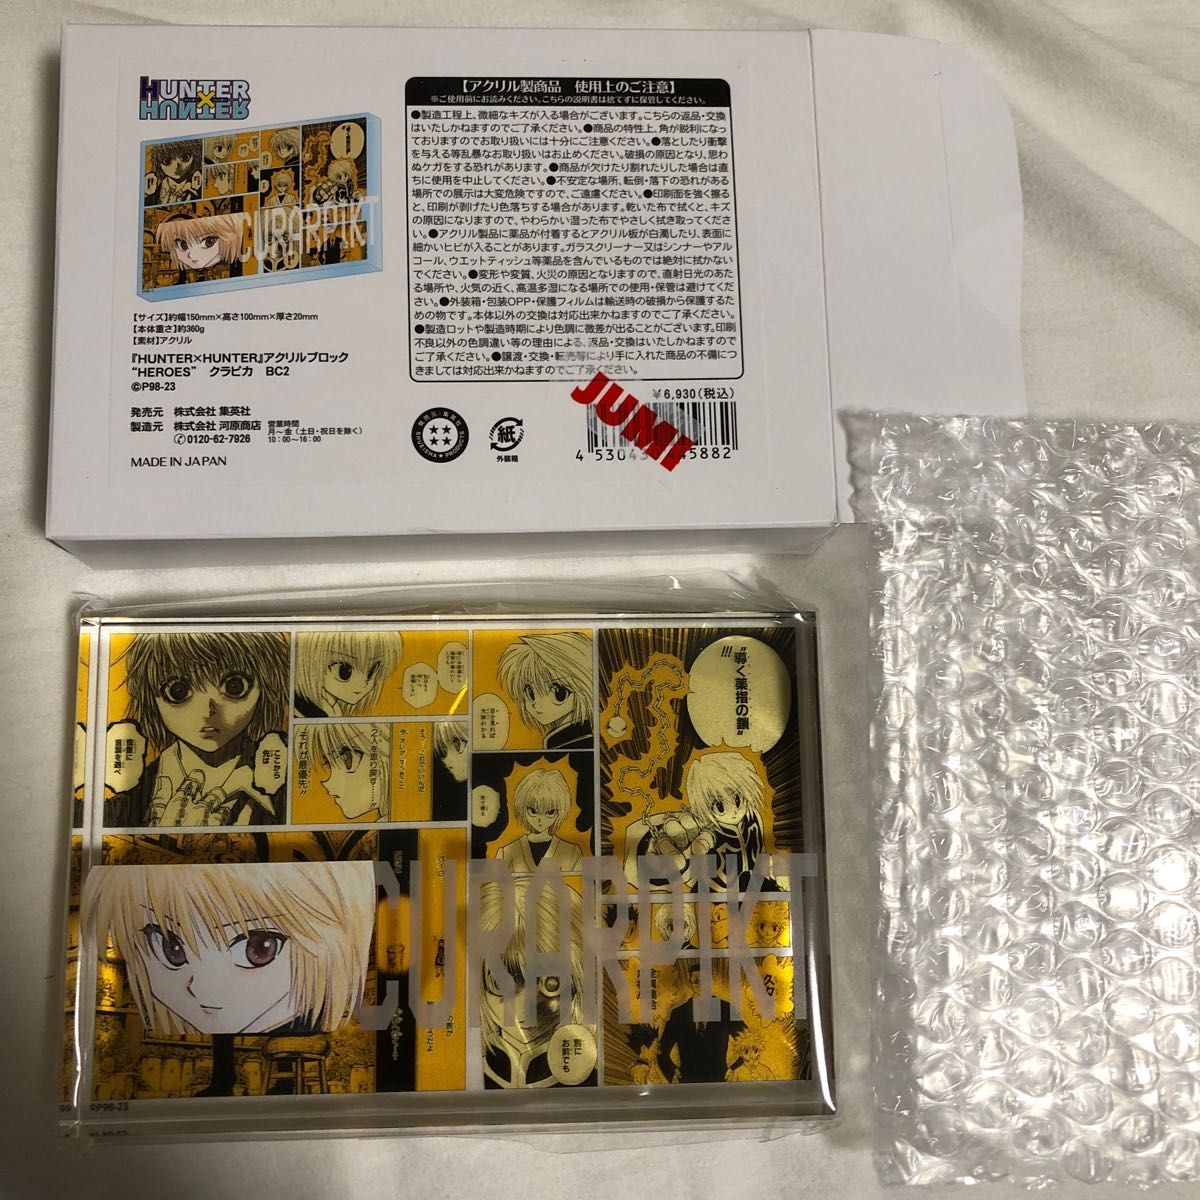 HUNTER
HUNTER
CURARPIKT
【サイズ】約幅150mm×高さ100mm×厚さ20mm
【本体重さ】約360g
【素材】アクリル
『HUNTER×HUNTER』アクリルブロック
“HEROES”　クラピカ　BC2
©P98-23
発売元　株式会社 集英社
製造元　株式会社 河原商店
0120-62-7926
営業時間
月～金（土日・祝日を除く）
10：00～16：00
MADE IN JAPAN
【アクリル製商品　使用上のご注意】
※ご使用前にお読みください。こちらの説明書は捨てずに保管してください。
●製造工程上、微細なキズが入る場合がございます。こちらの返品・交換
はいたしかねますのでご了承ください。●商品の特性上、角が鋭利になっ
ておりますのでお取り扱いには十分にご注意ください。●落としたり衝撃
を与える等乱暴なお取り扱いはお止めください。破損の原因となり、思わ
ぬケガをする恐れがあります。●商品が欠けたり割れたりした場合は直
ちに使用を中止してください。●不安定な場所、転倒・落下の恐れがある
場所での展示は大変危険ですので、ご遠慮ください。●印刷面を強く擦る
と、印刷が剥げたり色落ちする場合があります。乾いた布で拭くと、キズ
の原因になりますので、やわらかい湿った布でやさしく拭き取ってくださ
い。●アクリル製品に薬品が付着するとアクリル板が白濁したり、表面に
細かいヒビが入ることがあります。ガラスクリーナー又はシンナーやアル
コール、ウエットティッシュ等薬品を含んでいるものでは絶対に拭かない
でください。●変形や変質、火災の原因となりますので、直射日光のあた
る場所や、火気の近く、高温多湿になる場所での使用・保管は避けてくだ
さい。●外装箱・包装OPP・保護フィルムは輸送時の破損から保護するた
めの物です。本体以外の交換は対応出来かねますのでご了承ください。
●製造ロットや製造時期により色調に微差が出ることがございます。印刷
不良以外の色調違い等の理由による、返品・交換はいたしかねますので
ご了承ください。●譲渡・交換・転売等により手に入れた商品の不備につ
きましては対応出来かねますのでご了承ください。
￥6,930（税込）
JUMI
紙
外装箱
慎重に
言葉を選べ
ここから
先は
2人を取り戻す……!!
それが最優先!!
目を見れば
大体わかる
“導く薬指の鎖”
!!!
CURARPIKT
別に
お前でも
©P98-23